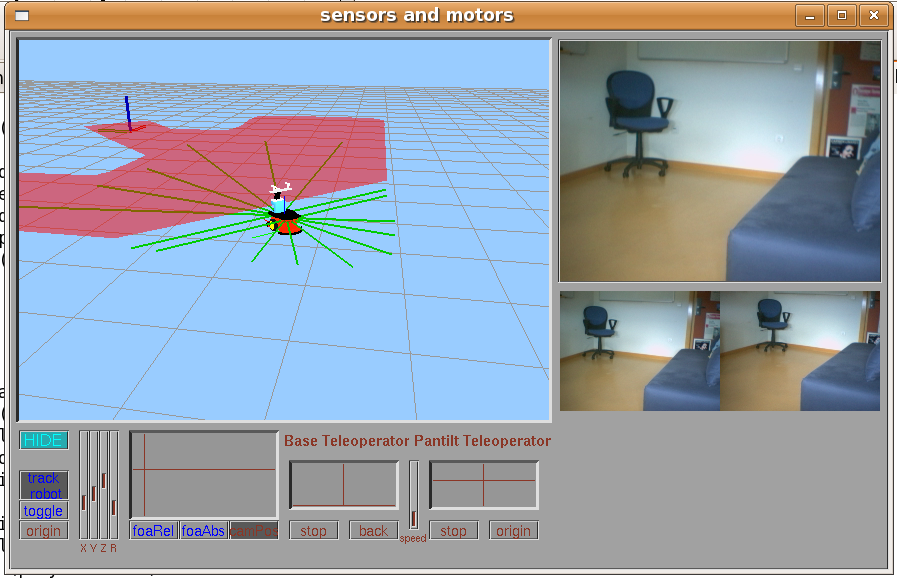 sensors and motors
HIDE
Base Teleoperator Pantilt Teleoperator
track
robot
toggle
origin
X Y Z R
foaRel foaAbs camPos
stop back speed stop origin